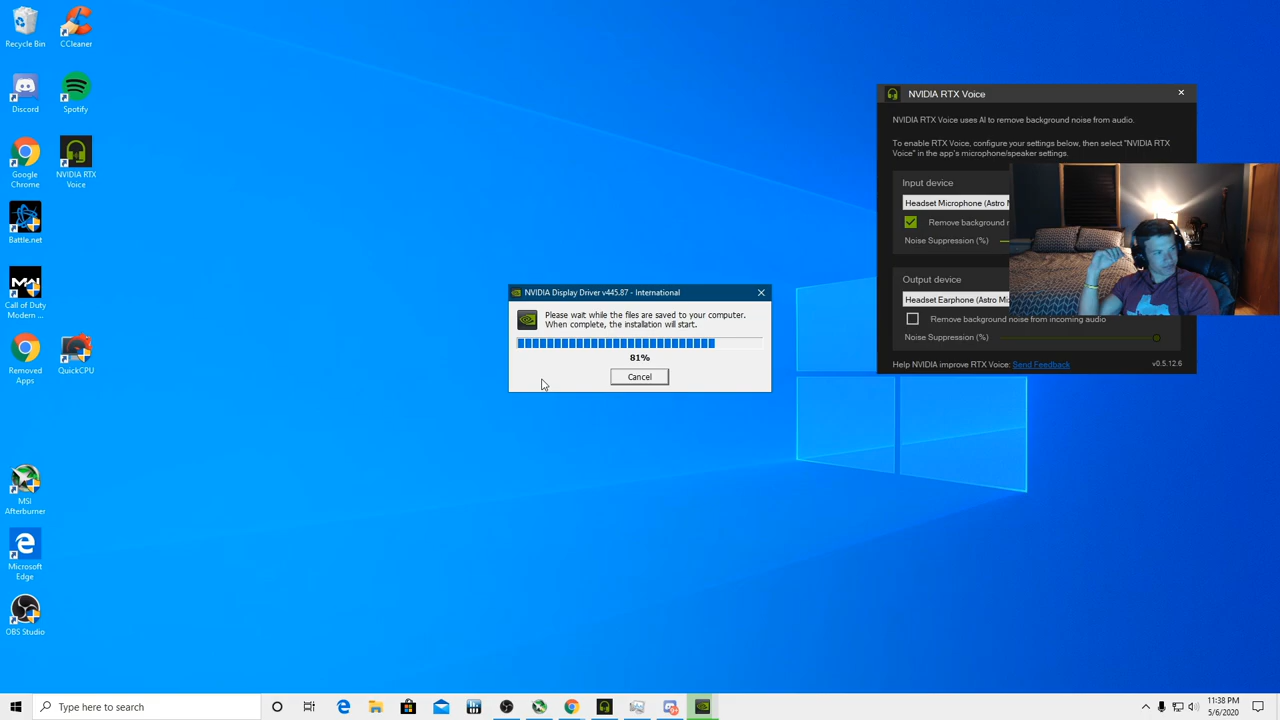 Recycle Bin
CCleaner
Discord
Spotify
Google
Chrome
NVIDIA RTX
Voice
Battle.net
Call of Duty
Modern ...
Removed
Apps
QuickCPU
MSI
Afterburner
Microsoft
Edge
OBS Studio
NVIDIA Display Driver v445.87 - International
Please wait while the files are saved to your computer.
When complete, the installation will start.
81%
Cancel
NVIDIA RTX Voice
NVIDIA RTX Voice uses AI to remove background noise from audio.
To enable RTX Voice, configure your settings below, then select "NVIDIA RTX
Voice" in the app's microphone/speaker settings.
Input device
Headset Microphone (Astro
Remove background
Noise Suppression (%)
Output device
Headset Earphone (Astro
Remove background noise from incoming audio
Noise Suppression (%)
Help NVIDIA improve RTX Voice: Send Feedback
v0.5.12.6
Type here to search
11:38 PM
5/6/2020